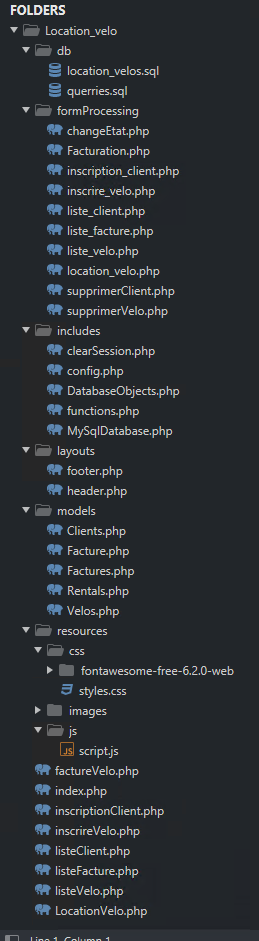 FOLDERS
Location_velo
db
location_velos.sql
querries.sql
formProcessing
changeEtat.php
Facturation.php
inscription_client.php
inscrire_velo.php
liste_client.php
liste_facture.php
liste_velo.php
location_velo.php
supprimerClient.php
supprimerVelo.php
includes
clearSession.php
config.php
DatabaseObjects.php
functions.php
MySqlDatabase.php
layouts
footer.php
header.php
models
Clients.php
Facture.php
Factures.php
Rentals.php
Velos.php
resources
css
fontawesome-free-6.2.0-web
styles.css
images
js
script.js
factureVelo.php
index.php
inscriptionClient.php
inscrireVelo.php
listeClient.php
listeFacture.php
listeVelo.php
LocationVelo.php
Line 1, Column 1